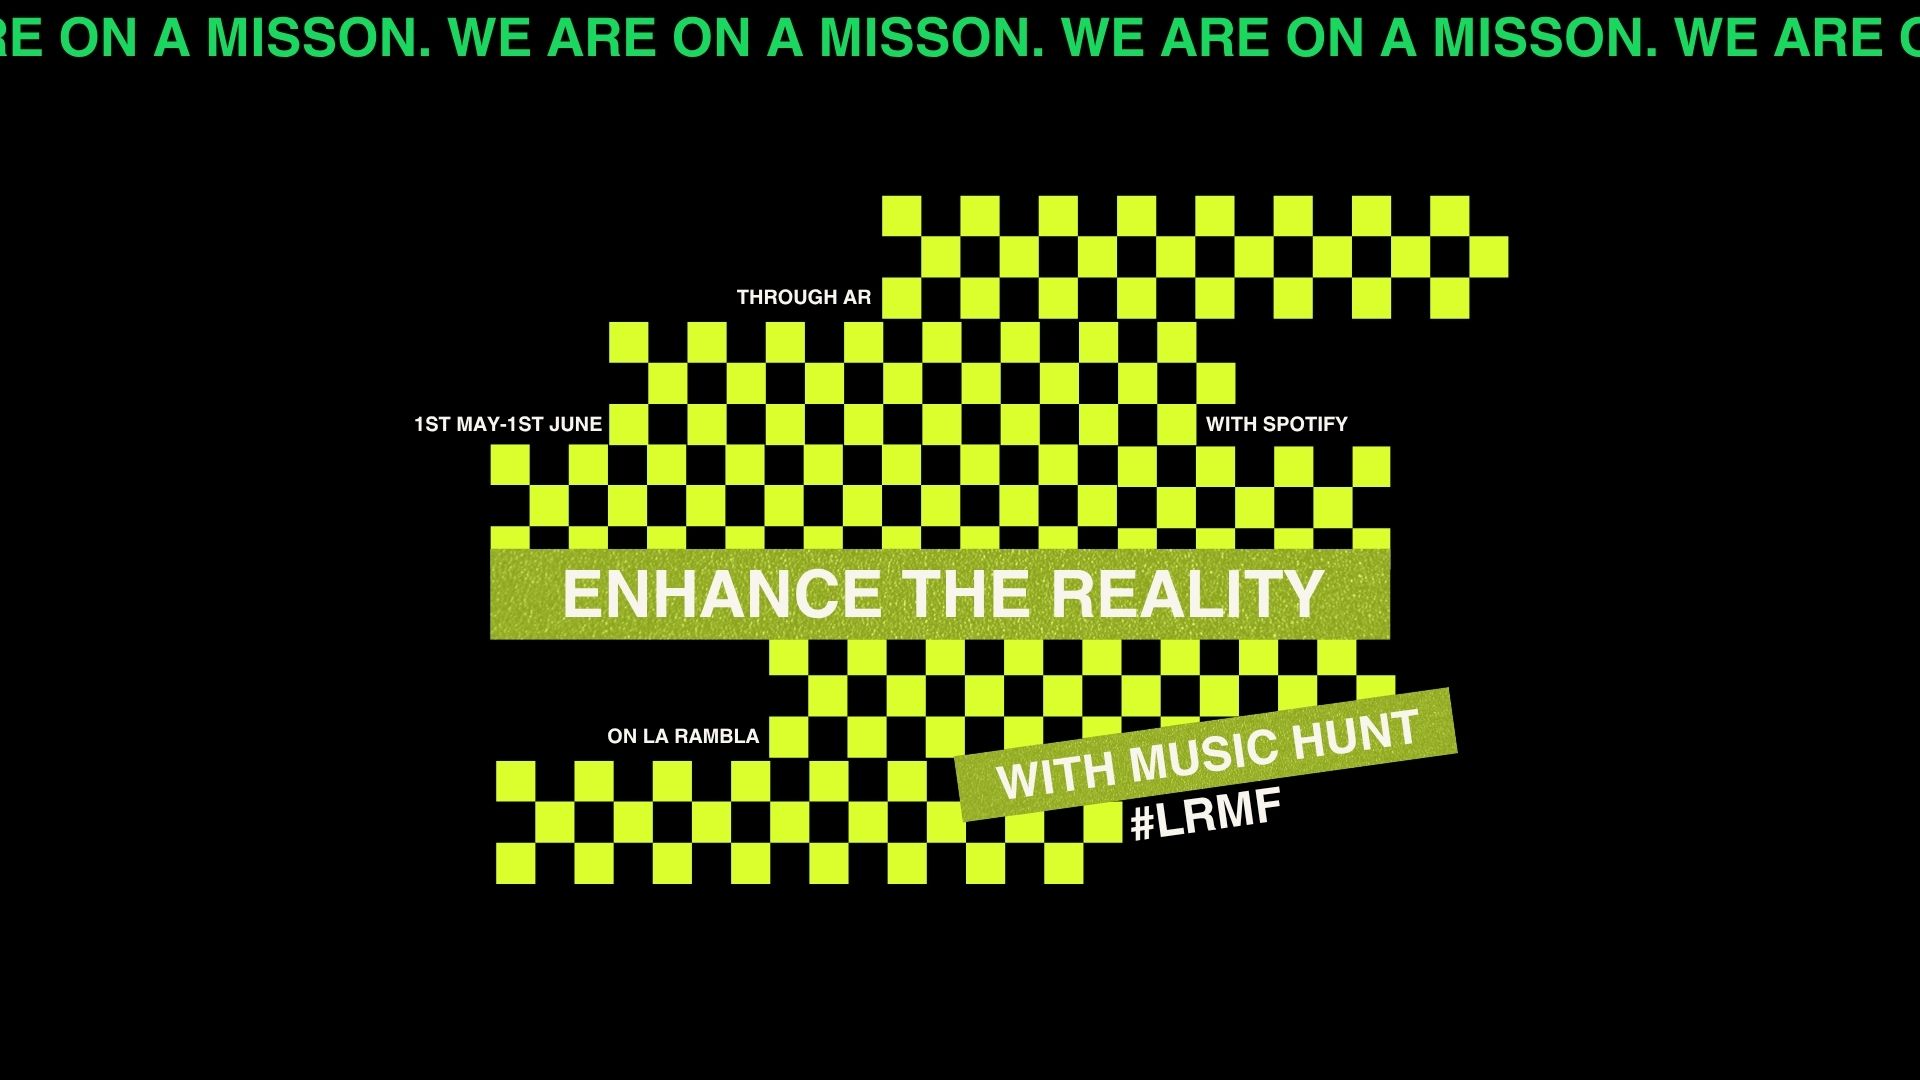 RE ON A MISSON. WE ARE ON A MISSON. WE ARE ON A MISSON. WE ARE
THROUGH AR
1ST MAY-1ST JUNE
WITH SPOTIFY
ENHANCE THE REALITY
ON LA RAMBLA
WITH MUSIC HUNT
#LRMF